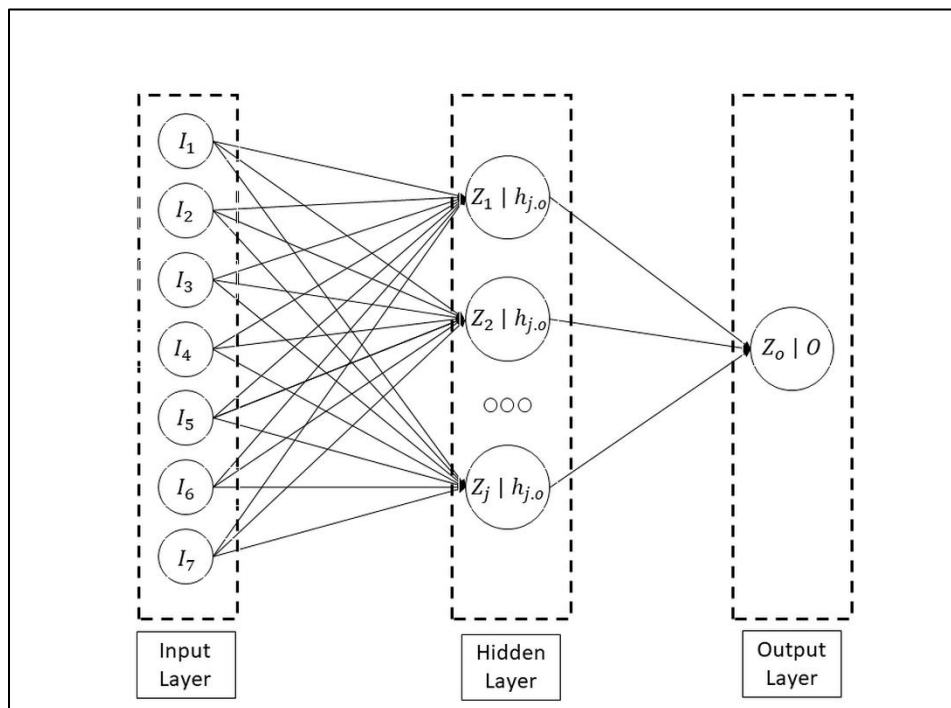 I₁
I₂
I₃
I₄
I₅
I₆
I₇
Z₁ | hⱼ.ₒ
Z₂ | hⱼ.ₒ
Zⱼ | hⱼ.ₒ
Zₒ | O
Input
Layer
Hidden
Layer
Output
Layer